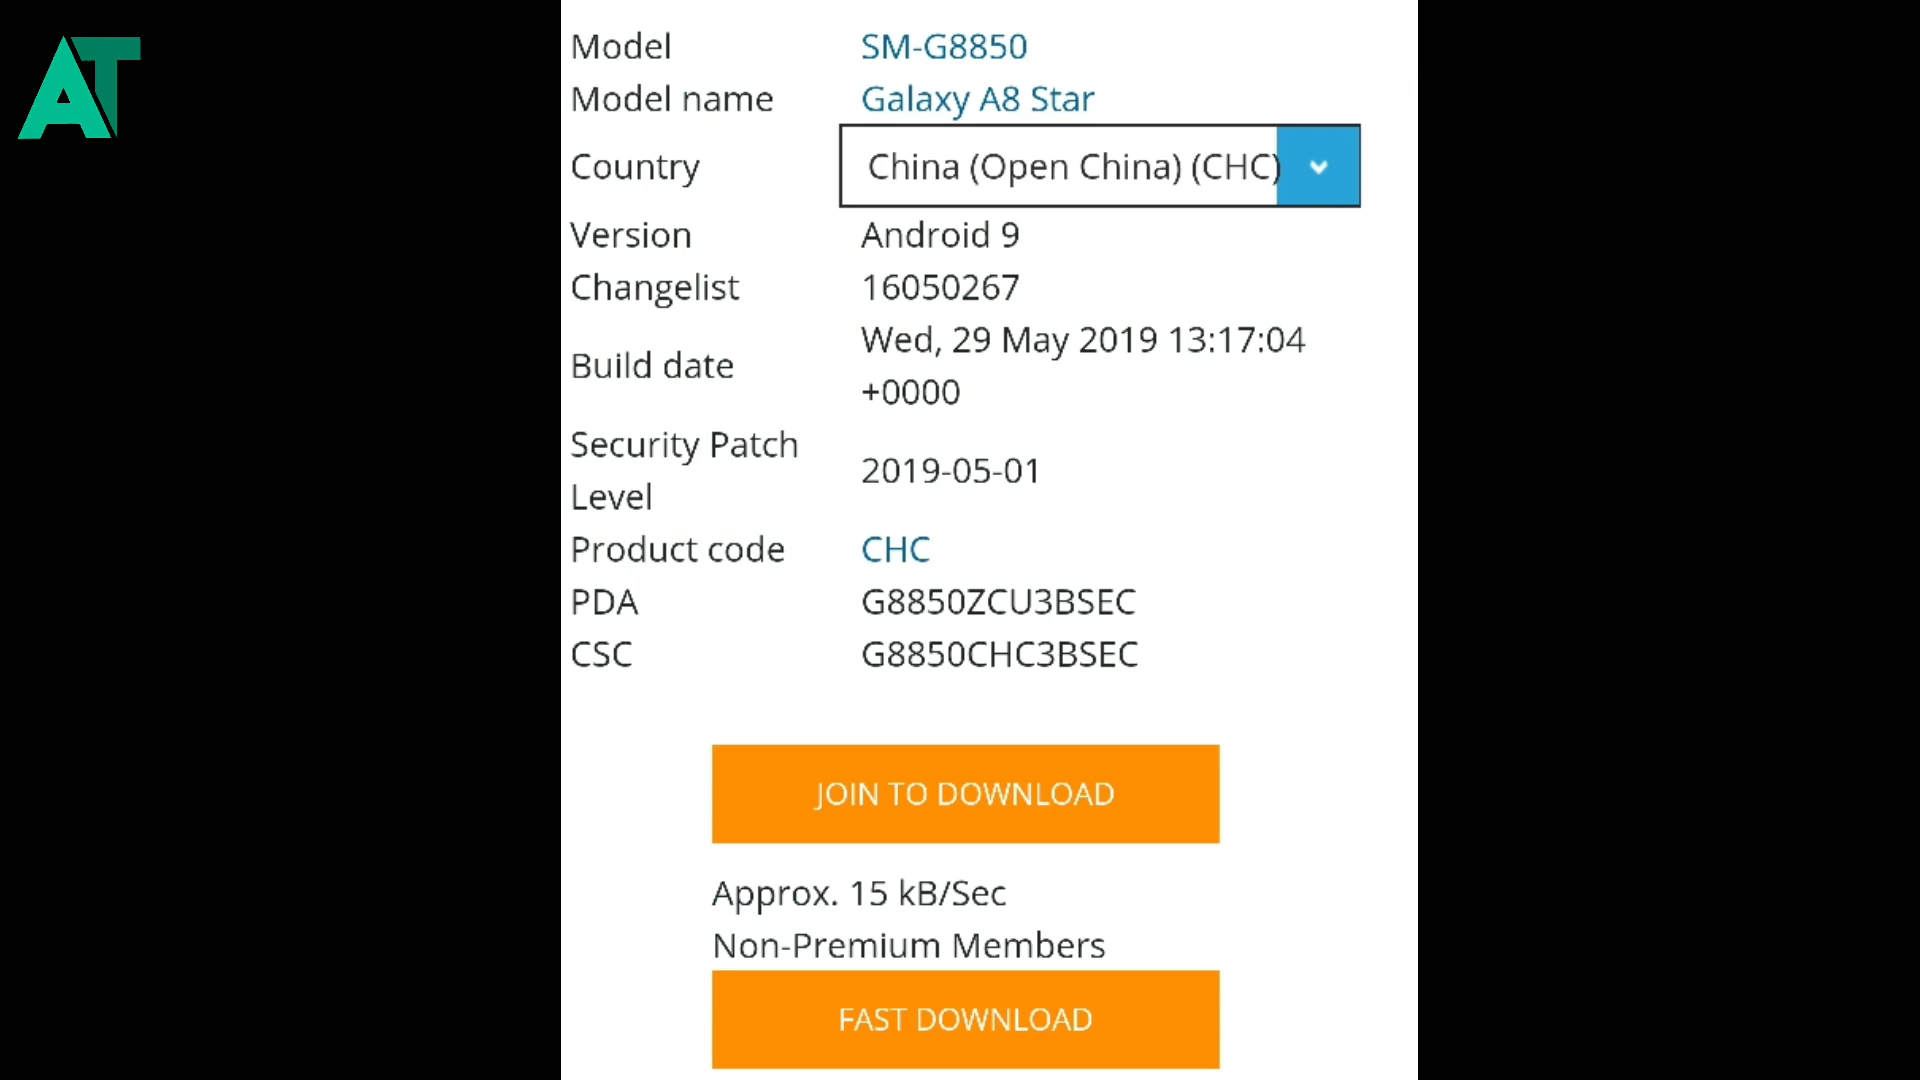 AT
Model SM-G8850
Model name Galaxy A8 Star
Country China (Open China) (CHC)
Version Android 9
Changelist 16050267
Build date Wed, 29 May 2019 13:17:04
+0000
Security Patch
Level 2019-05-01
Product code CHC
PDA G8850ZCU3BSEC
CSC G8850CHC3BSEC
JOIN TO DOWNLOAD
Approx. 15 kB/Sec
Non-Premium Members
FAST DOWNLOAD